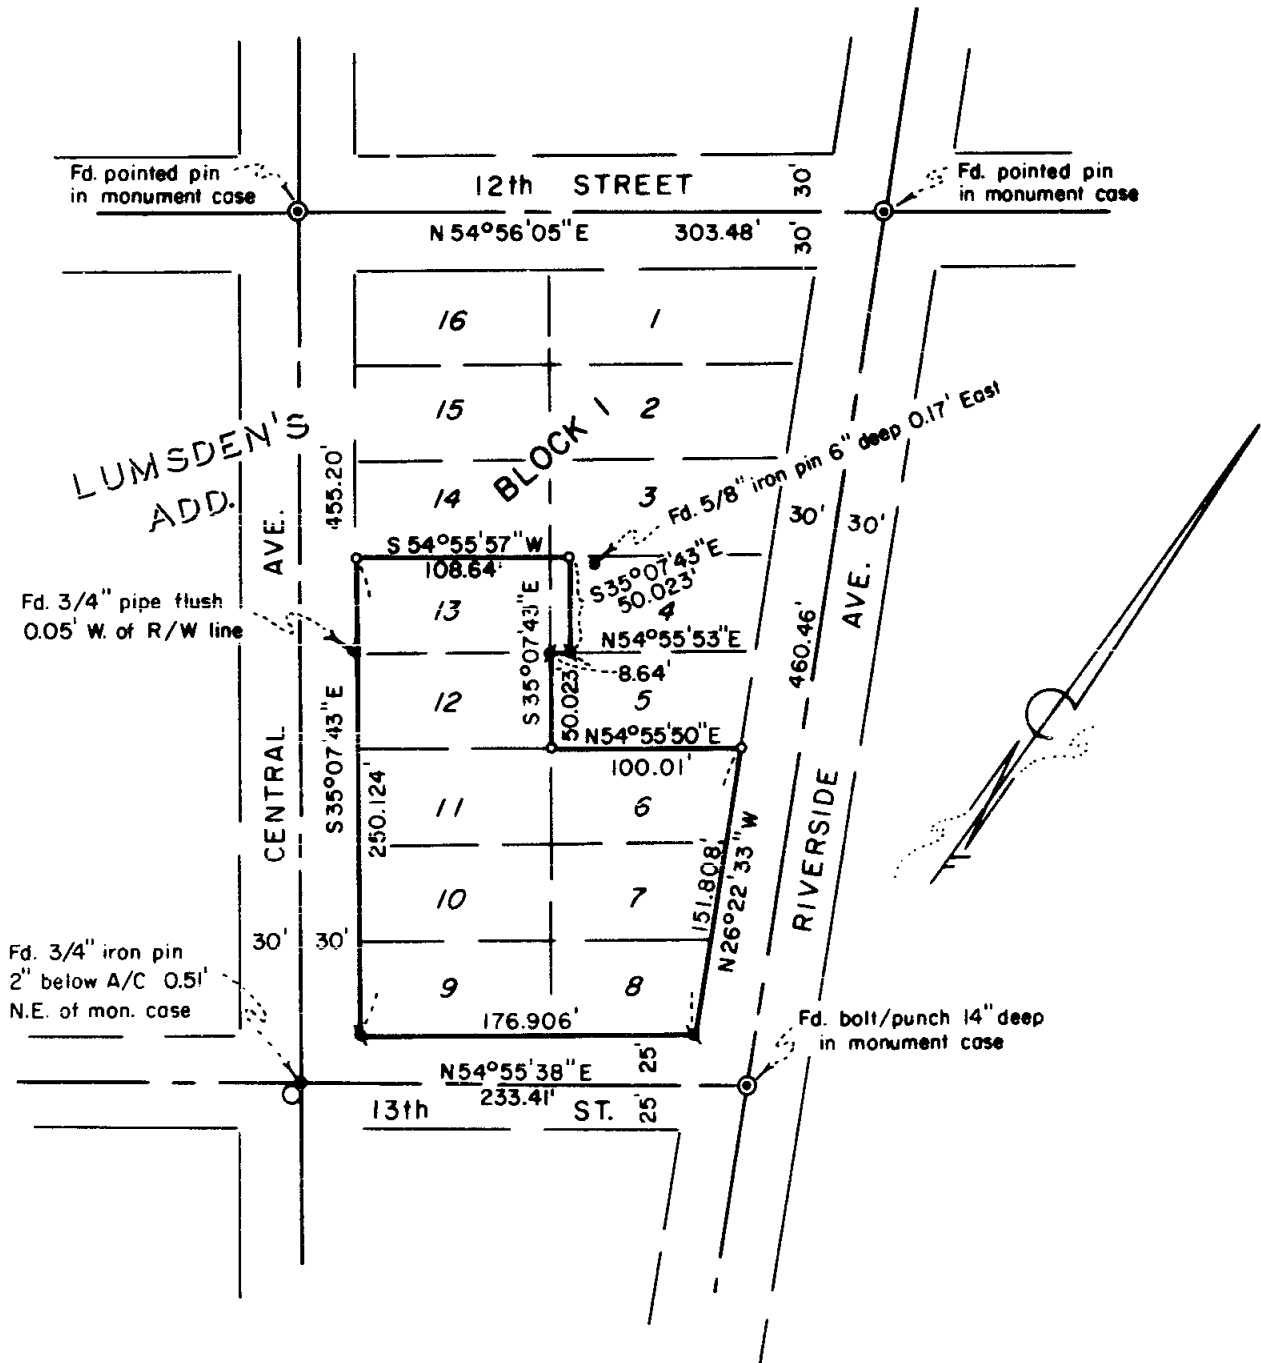 Fd. pointed pin
in monument case
12th STREET
30'
Fd. pointed pin
in monument case
N 54°56'05"E 303.48'
30'
16
1
15
2
BLOCK 1
LUMSDEN'S
ADD.
455.20'
14
3
Fd. 5/8" iron pin 6" deep 0.17' East
30'
30'
S 54°55'57"W
108.64'
S35°07'43"E
50.023'
CENTRAL AVE.
RIVERSIDE AVE.
Fd. 3/4" pipe flush
0.05' W. of R/W line
13
4
S 35°07'43"E
50.023'
N54°55'53"E
8.64'
460.46'
12
5
N54°55'50"E
100.01'
S 35°07'43"E
250.124'
11
6
151.808'
N26°22'33"W
10
7
30'
30'
Fd. 3/4" iron pin
2" below A/C 0.51'
N.E. of mon. case
9
8
176.906'
Fd. bolt/punch 14" deep
in monument case
N54°55'38"E
233.41'
25'
25'
13th ST.